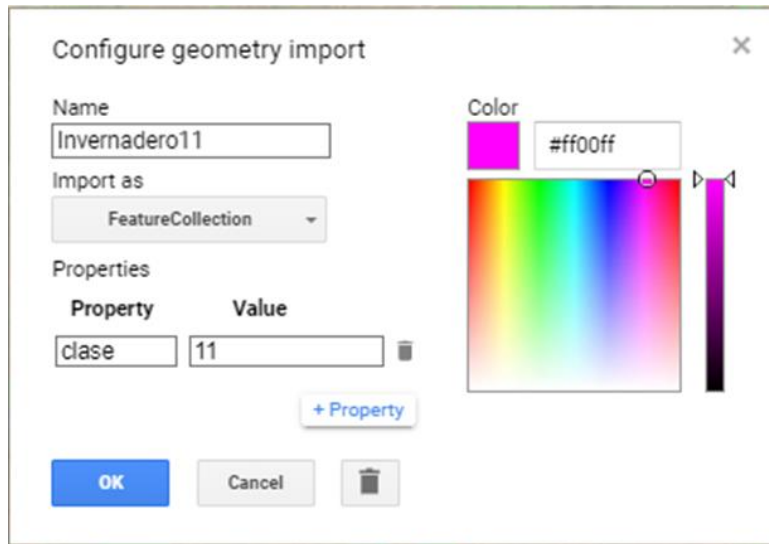 Configure geometry import
Name
Invernadero11
Import as
FeatureCollection
Properties
Property Value
clase 11
+ Property
OK Cancel
Color
#ff00ff